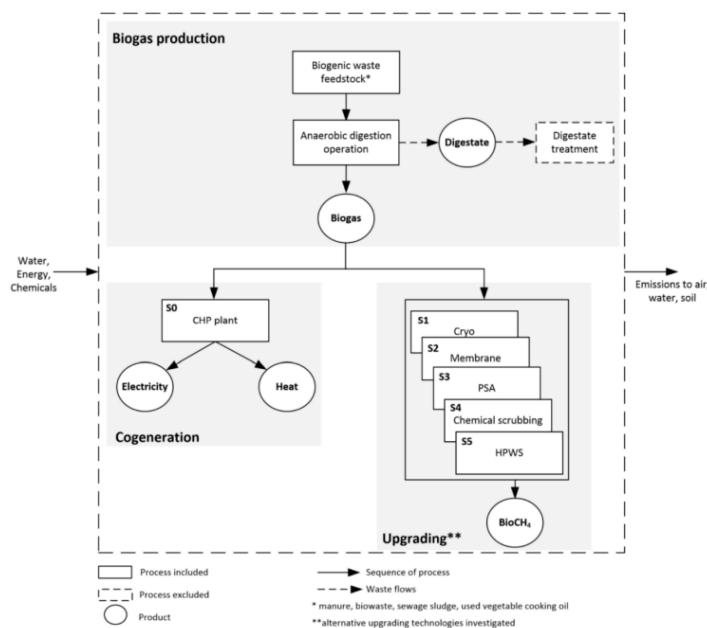 Biogas production
Biogenic waste
feedstock*
Anaerobic digestion
operation
Digestate
Digestate
treatment
Biogas
Water,
Energy,
Chemicals
Emissions to air,
water, soil
S0
CHP plant
Electricity
Heat
Cogeneration
S1
Cryo
S2
Membrane
S3
PSA
S4
Chemical scrubbing
S5
HPWS
BioCH₄
Upgrading**
Process included
Process excluded
Product
Sequence of process
Waste flows
* manure, biowaste, sewage sludge, used vegetable cooking oil
**alternative upgrading technologies investigated